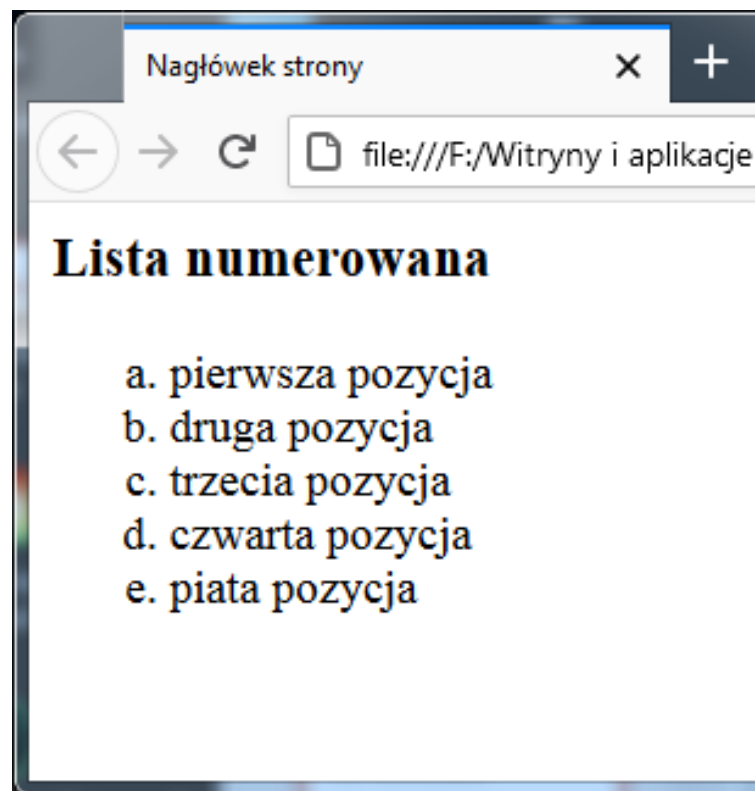 Nagłówek strony
file:///F:/Witryny i aplikacje
Lista numerowana
a. pierwsza pozycja
b. druga pozycja
c. trzecia pozycja
d. czwarta pozycja
e. piata pozycja